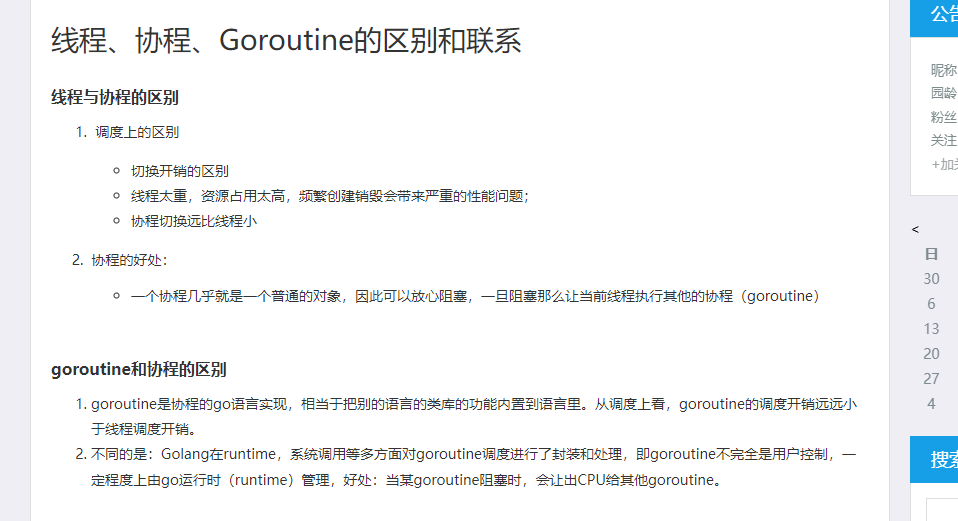 线程、协程、Goroutine的区别和联系
线程与协程的区别
1. 调度上的区别
切换开销的区别
线程太重，资源占用太高，频繁创建销毁会带来严重的性能问题；
协程切换远比线程小
2. 协程的好处：
一个协程几乎就是一个普通的对象，因此可以放心阻塞，一旦阻塞那么让当前线程执行其他的协程（goroutine）
goroutine和协程的区别
1. goroutine是协程的go语言实现，相当于把别的语言的类库的功能内置到语言里。从调度上看，goroutine的调度开销远远小
于线程调度开销。
2. 不同的是：Golang在runtime，系统调用等多方面对goroutine调度进行了封装和处理，即goroutine不完全是用户控制，一
定程度上由go运行时（runtime）管理，好处：当某goroutine阻塞时，会让出CPU给其他goroutine。
公告
昵称
园龄
粉丝
关注
+加关
<
日
30
6
13
20
27
4
搜索